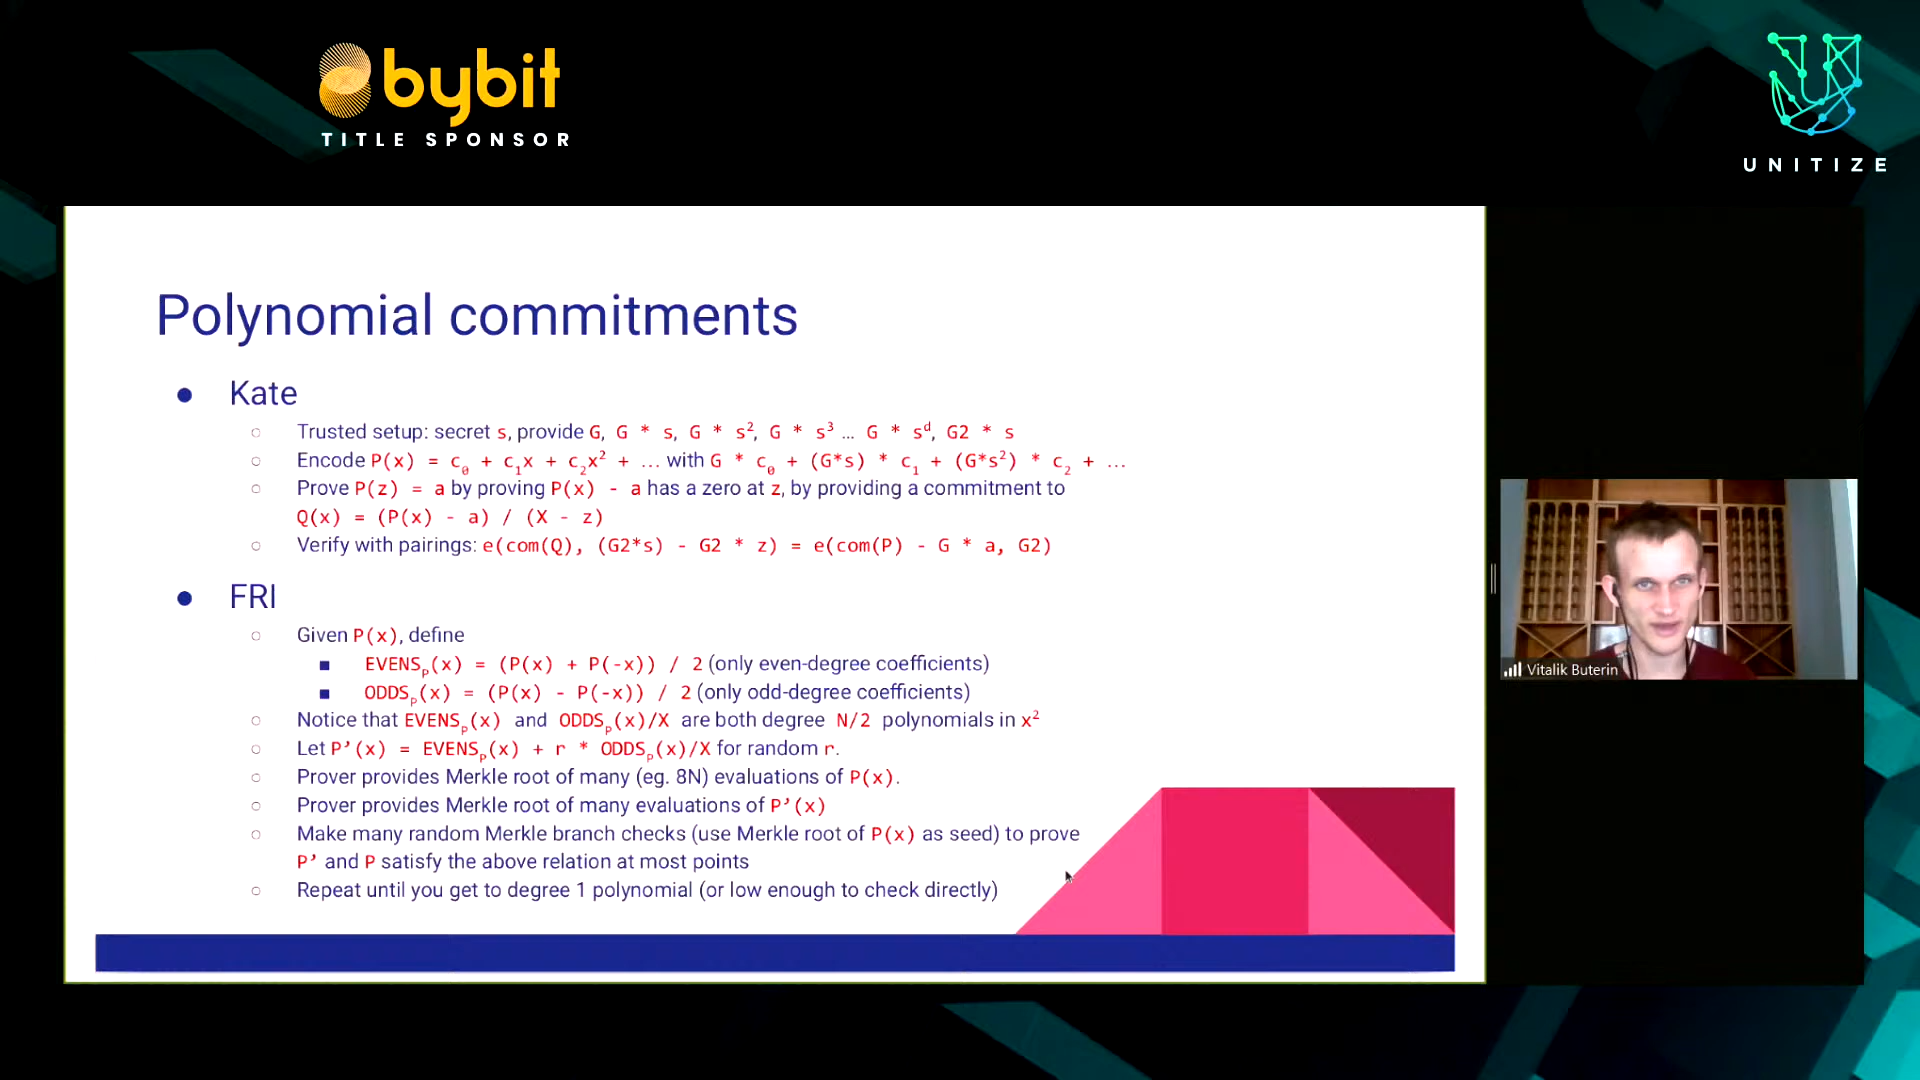 bybit
TITLE SPONSOR
UNITIZE
Polynomial commitments
● Kate
○ Trusted setup: secret s, provide G, G * s, G * s², G * s³ … G * sᵈ, G2 * s
○ Encode P(x) = c₀ + c₁x + c₂x² + ... with G * c₀ + (G*s) * c₁ + (G*s²) * c₂ + ...
○ Prove P(z) = a by proving P(x) - a has a zero at z, by providing a commitment to
Q(x) = (P(x) - a) / (X - z)
○ Verify with pairings: e(com(Q), (G2*s) - G2 * z) = e(com(P) - G * a, G2)
● FRI
○ Given P(x), define
■ EVENSₚ(x) = (P(x) + P(-x)) / 2 (only even-degree coefficients)
■ ODDSₚ(x) = (P(x) - P(-x)) / 2 (only odd-degree coefficients)
○ Notice that EVENSₚ(x) and ODDSₚ(x)/X are both degree N/2 polynomials in x²
○ Let P’(x) = EVENSₚ(x) + r * ODDSₚ(x)/X for random r.
○ Prover provides Merkle root of many (eg. 8N) evaluations of P(x).
○ Prover provides Merkle root of many evaluations of P’(x)
○ Make many random Merkle branch checks (use Merkle root of P(x) as seed) to prove
P’ and P satisfy the above relation at most points
○ Repeat until you get to degree 1 polynomial (or low enough to check directly)
Vitalik Buterin